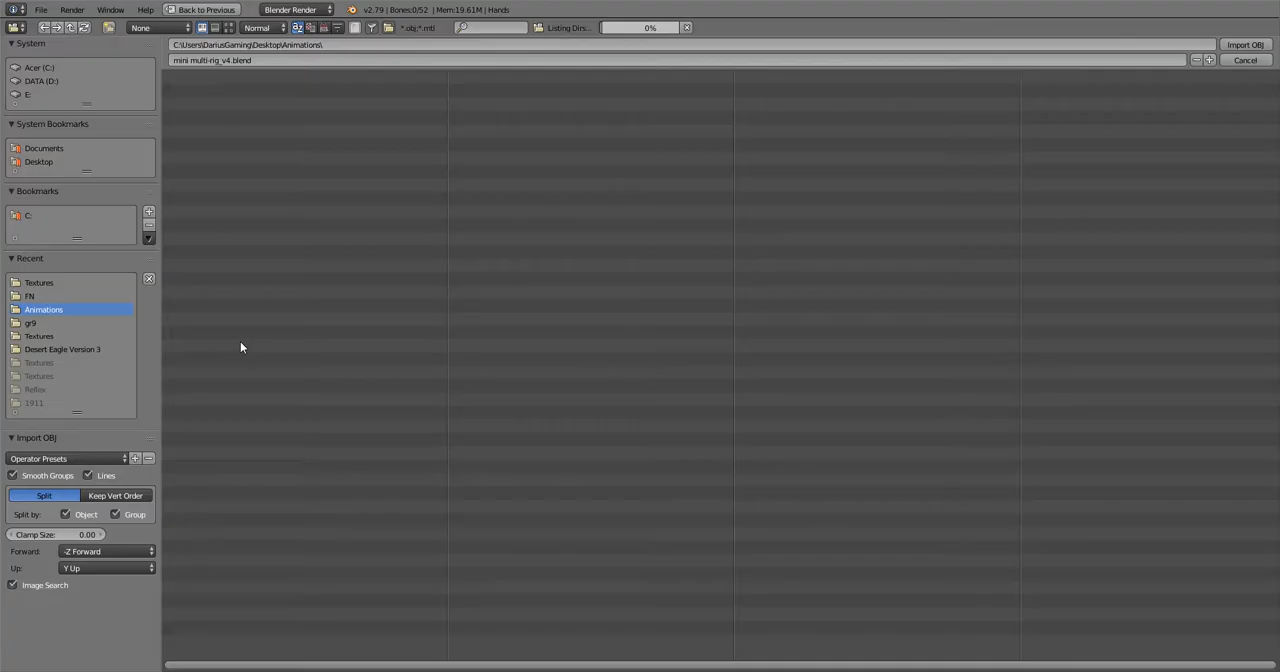 File Render Window Help Back to Previous Blender Render v2.79 | Bones:0/52 | Mem:19.61M | Hands
None Normal *.obj;*.mtl Listing Dirs... 0%
System
C:\Users\DariusGaming\Desktop\Animations\ Import OBJ
mini multi-rig_v4.blend Cancel
Acer (C:)
DATA (D:)
E:
System Bookmarks
Documents
Desktop
Bookmarks
C:
Recent
Textures
FN
Animations
gr9
Textures
Desert Eagle Version 3
Textures
Textures
Reflex
1911
Import OBJ
Operator Presets
Smooth Groups Lines
Split Keep Vert Order
Split by: Object Group
Clamp Size: 0.00
Forward: -Z Forward
Up: Y Up
Image Search